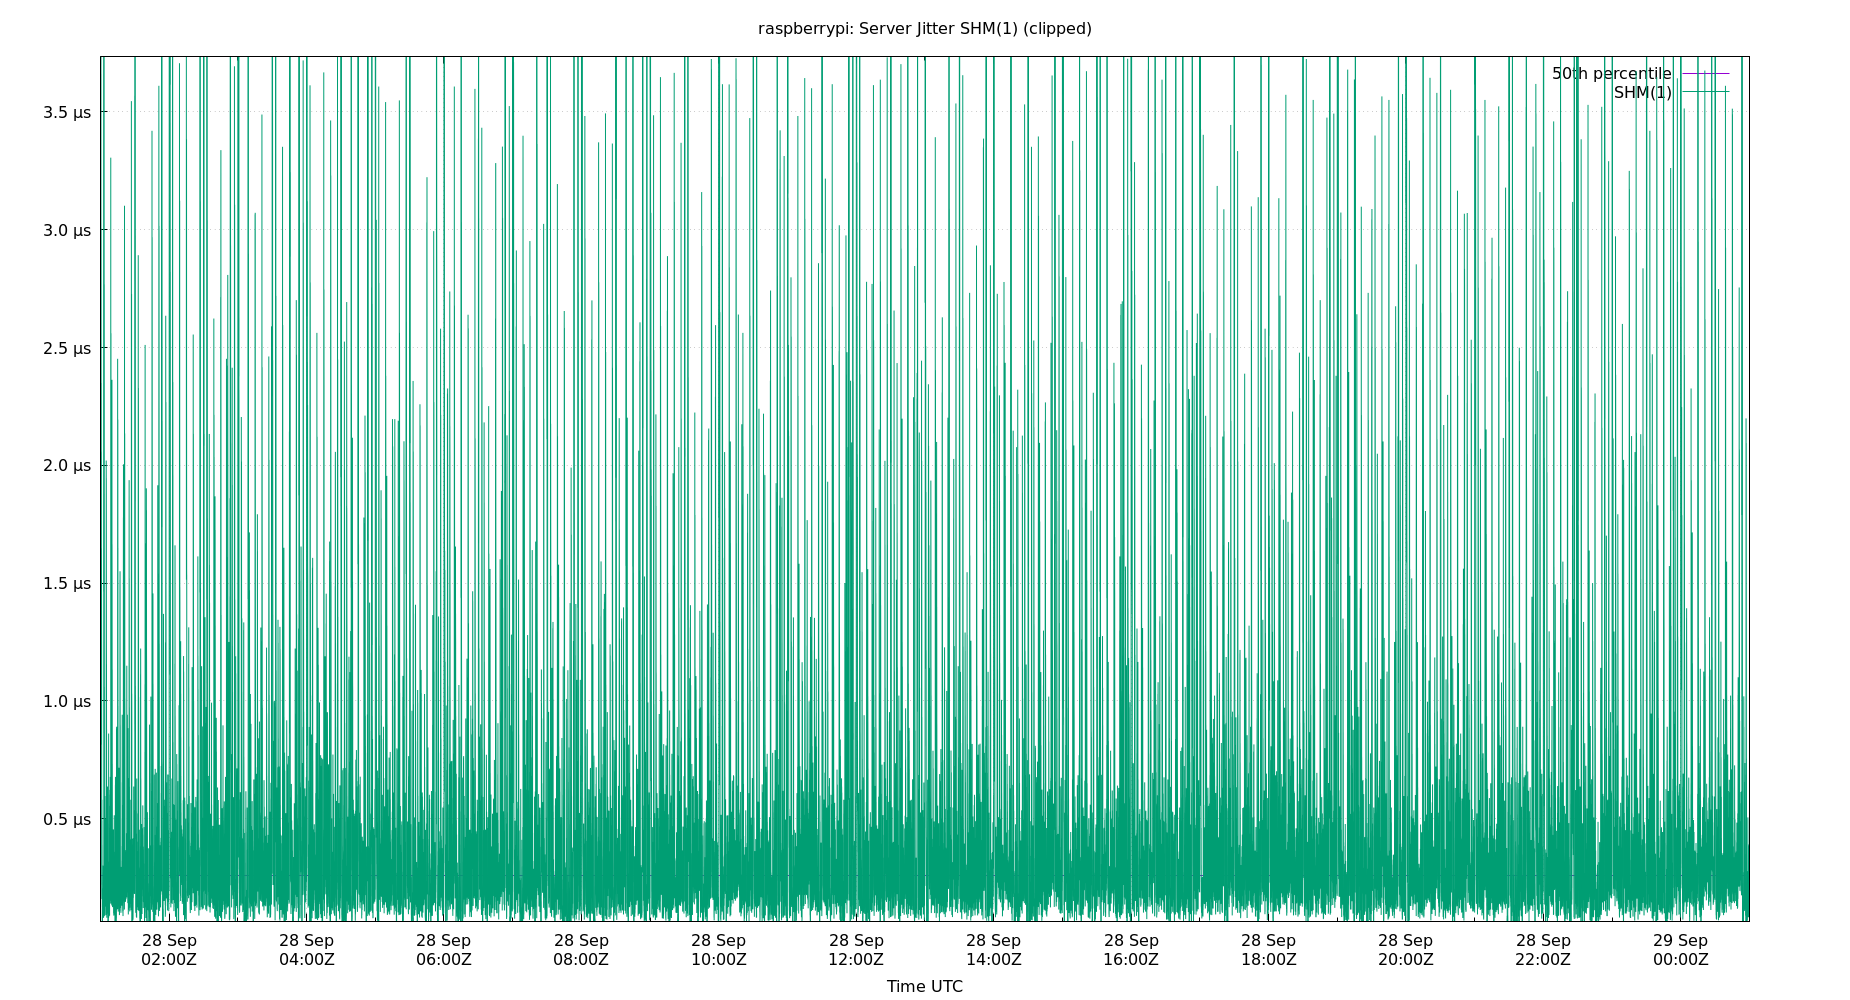 raspberrypi: Server Jitter SHM(1) (clipped)
50th percentile
SHM(1)
3.5 µs
3.0 µs
2.5 µs
2.0 µs
1.5 µs
1.0 µs
0.5 µs
28 Sep 28 Sep 28 Sep 28 Sep 28 Sep 28 Sep 28 Sep 28 Sep 28 Sep 28 Sep 28 Sep 29 Sep
02:00Z 04:00Z 06:00Z 08:00Z 10:00Z 12:00Z 14:00Z 16:00Z 18:00Z 20:00Z 22:00Z 00:00Z
Time UTC